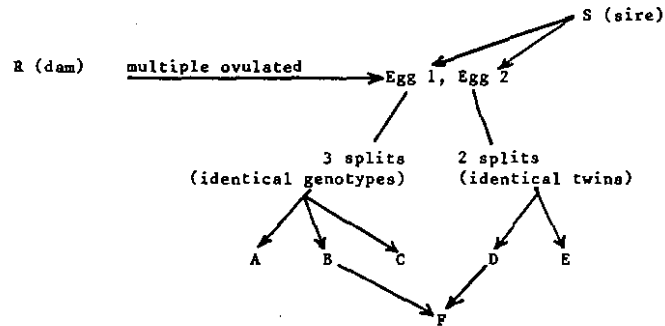 S (sire)
R (dam) multiple ovulated Egg 1, Egg 2
3 splits 2 splits
(identical genotypes) (identical twins)
A B C D E
F